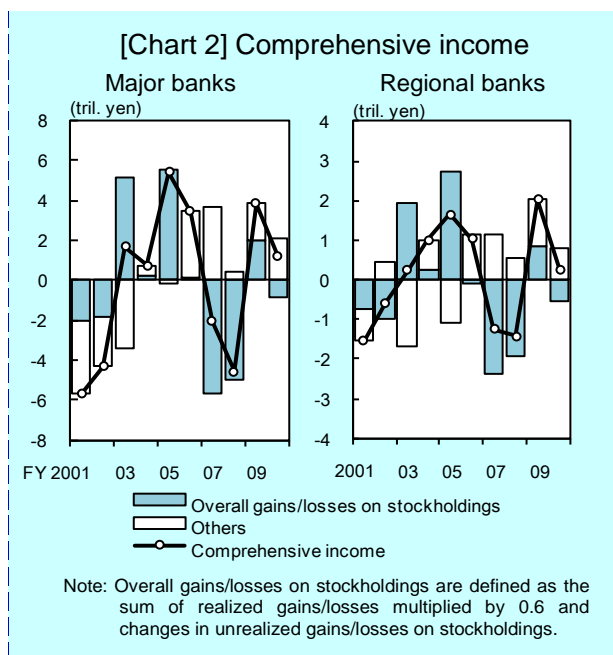 [Chart 2] Comprehensive income
Major banks
Regional banks
(tril. yen)
(tril. yen)
8
6
4
2
0
-2
-4
-6
-8
4
3
2
1
0
-1
-2
-3
-4
FY 2001 03 05 07 09
2001 03 05 07 09
Overall gains/losses on stockholdings
Others
Comprehensive income
Note: Overall gains/losses on stockholdings are defined as the
sum of realized gains/losses multiplied by 0.6 and
changes in unrealized gains/losses on stockholdings.